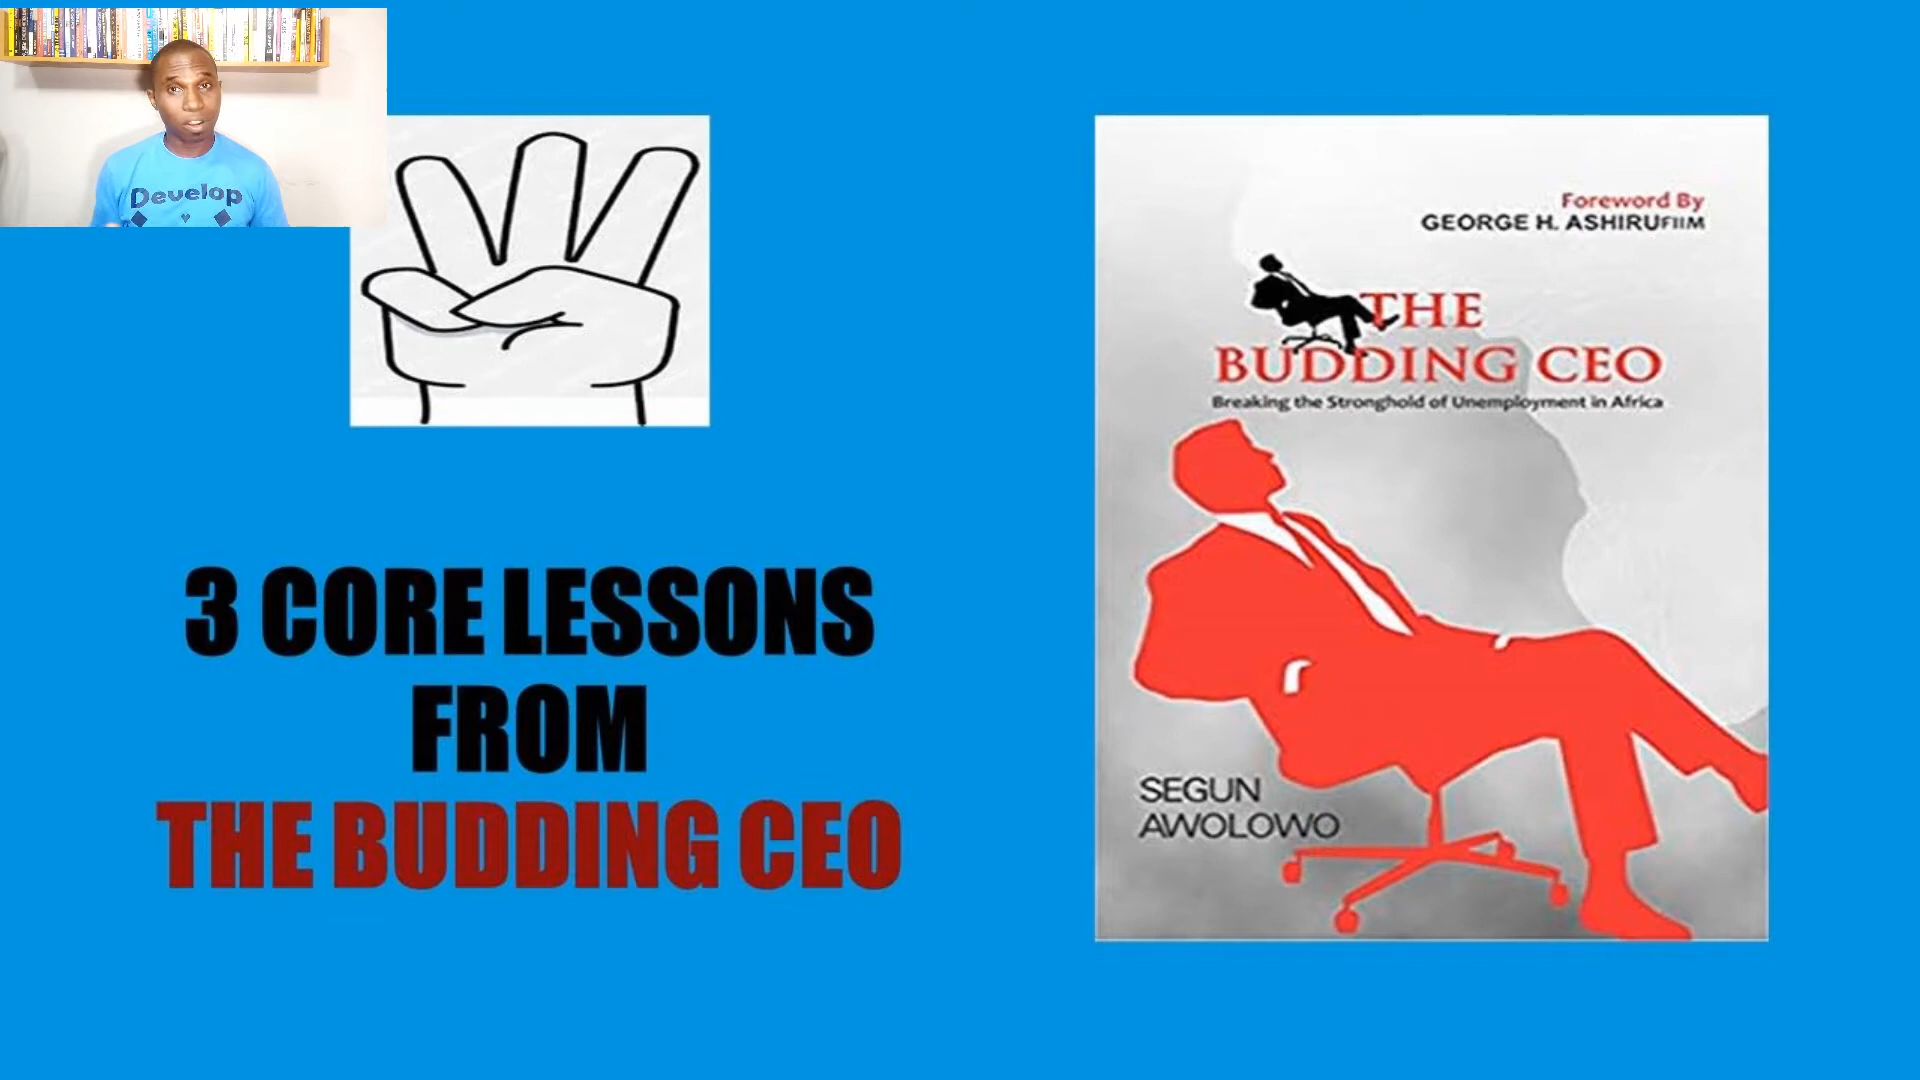 Develop
3 CORE LESSONS
FROM
THE BUDDING CEO
Foreword By
GEORGE H. ASHIRUFIIM
THE
BUDDING CEO
Breaking the Stronghold of Unemployment in Africa
SEGUN
AWOLOWO